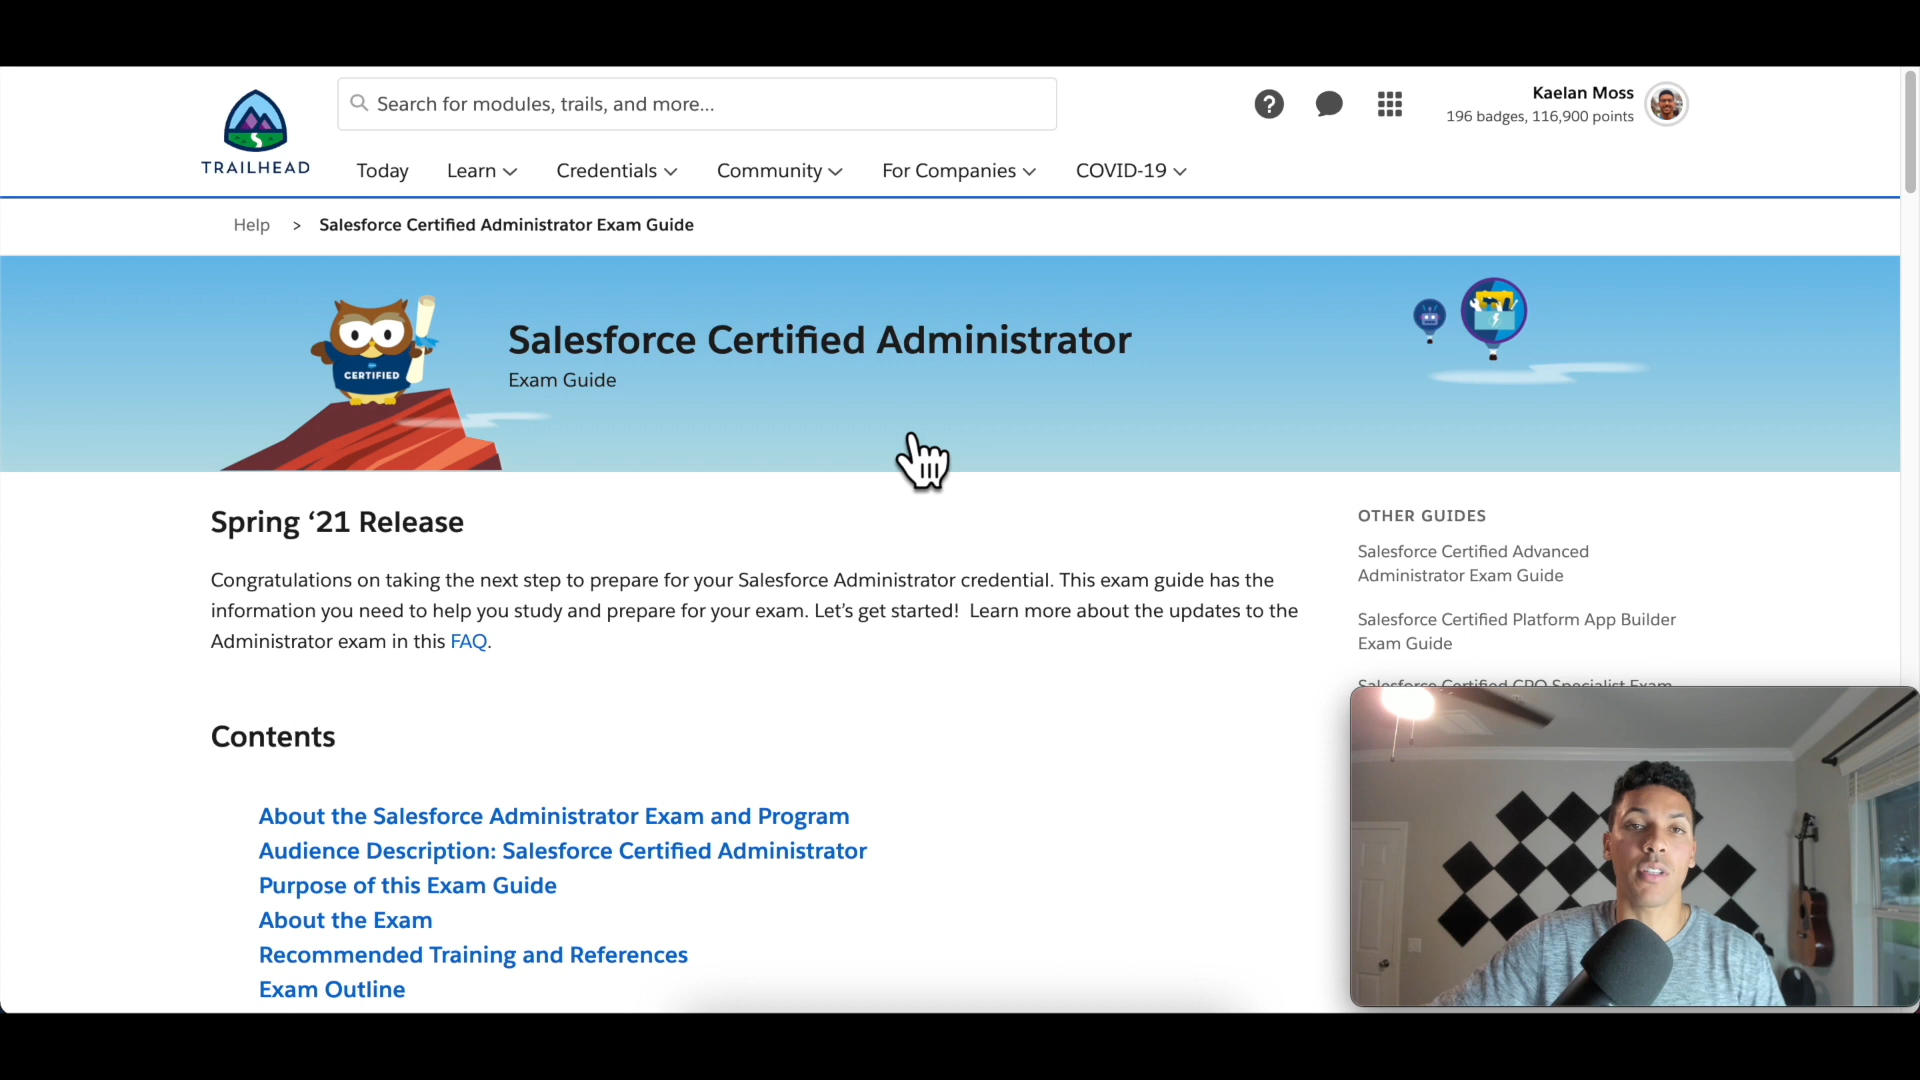 Search for modules, trails, and more...
Kaelan Moss
196 badges, 116,900 points
TRAILHEAD
Today
Learn
Credentials
Community
For Companies
COVID-19
Help > Salesforce Certified Administrator Exam Guide
CERTIFIED
Salesforce Certified Administrator
Exam Guide
Spring ‘21 Release
Congratulations on taking the next step to prepare for your Salesforce Administrator credential. This exam guide has the
information you need to help you study and prepare for your exam. Let’s get started! Learn more about the updates to the
Administrator exam in this FAQ.
Contents
About the Salesforce Administrator Exam and Program
Audience Description: Salesforce Certified Administrator
Purpose of this Exam Guide
About the Exam
Recommended Training and References
Exam Outline
OTHER GUIDES
Salesforce Certified Advanced
Administrator Exam Guide
Salesforce Certified Platform App Builder
Exam Guide
Salesforce Certified CPQ Specialist Exam